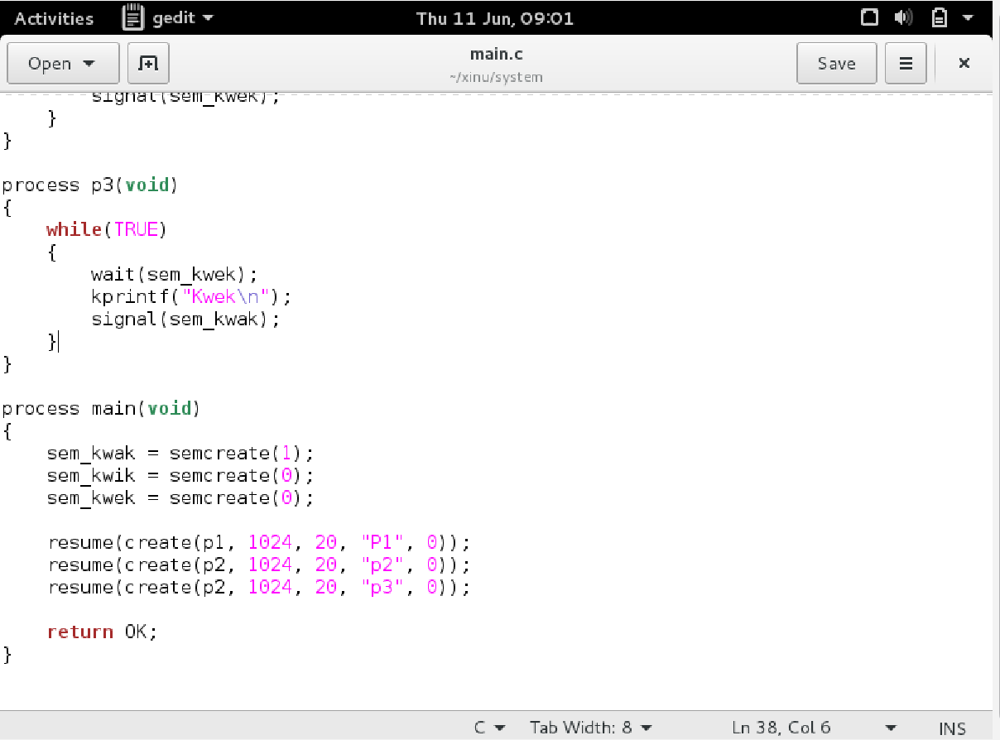 Activities gedit Thu 11 Jun, 09:01
Open main.c Save
~/xinu/system
signal(sem_kwek);
}
}
process p3(void)
{
while(TRUE)
{
wait(sem_kwek);
kprintf("Kwek\n");
signal(sem_kwak);
}
}
process main(void)
{
sem_kwak = semcreate(1);
sem_kwik = semcreate(0);
sem_kwek = semcreate(0);
resume(create(p1, 1024, 20, "P1", 0));
resume(create(p2, 1024, 20, "p2", 0));
resume(create(p2, 1024, 20, "p3", 0));
return OK;
}
C Tab Width: 8 Ln 38, Col 6 INS